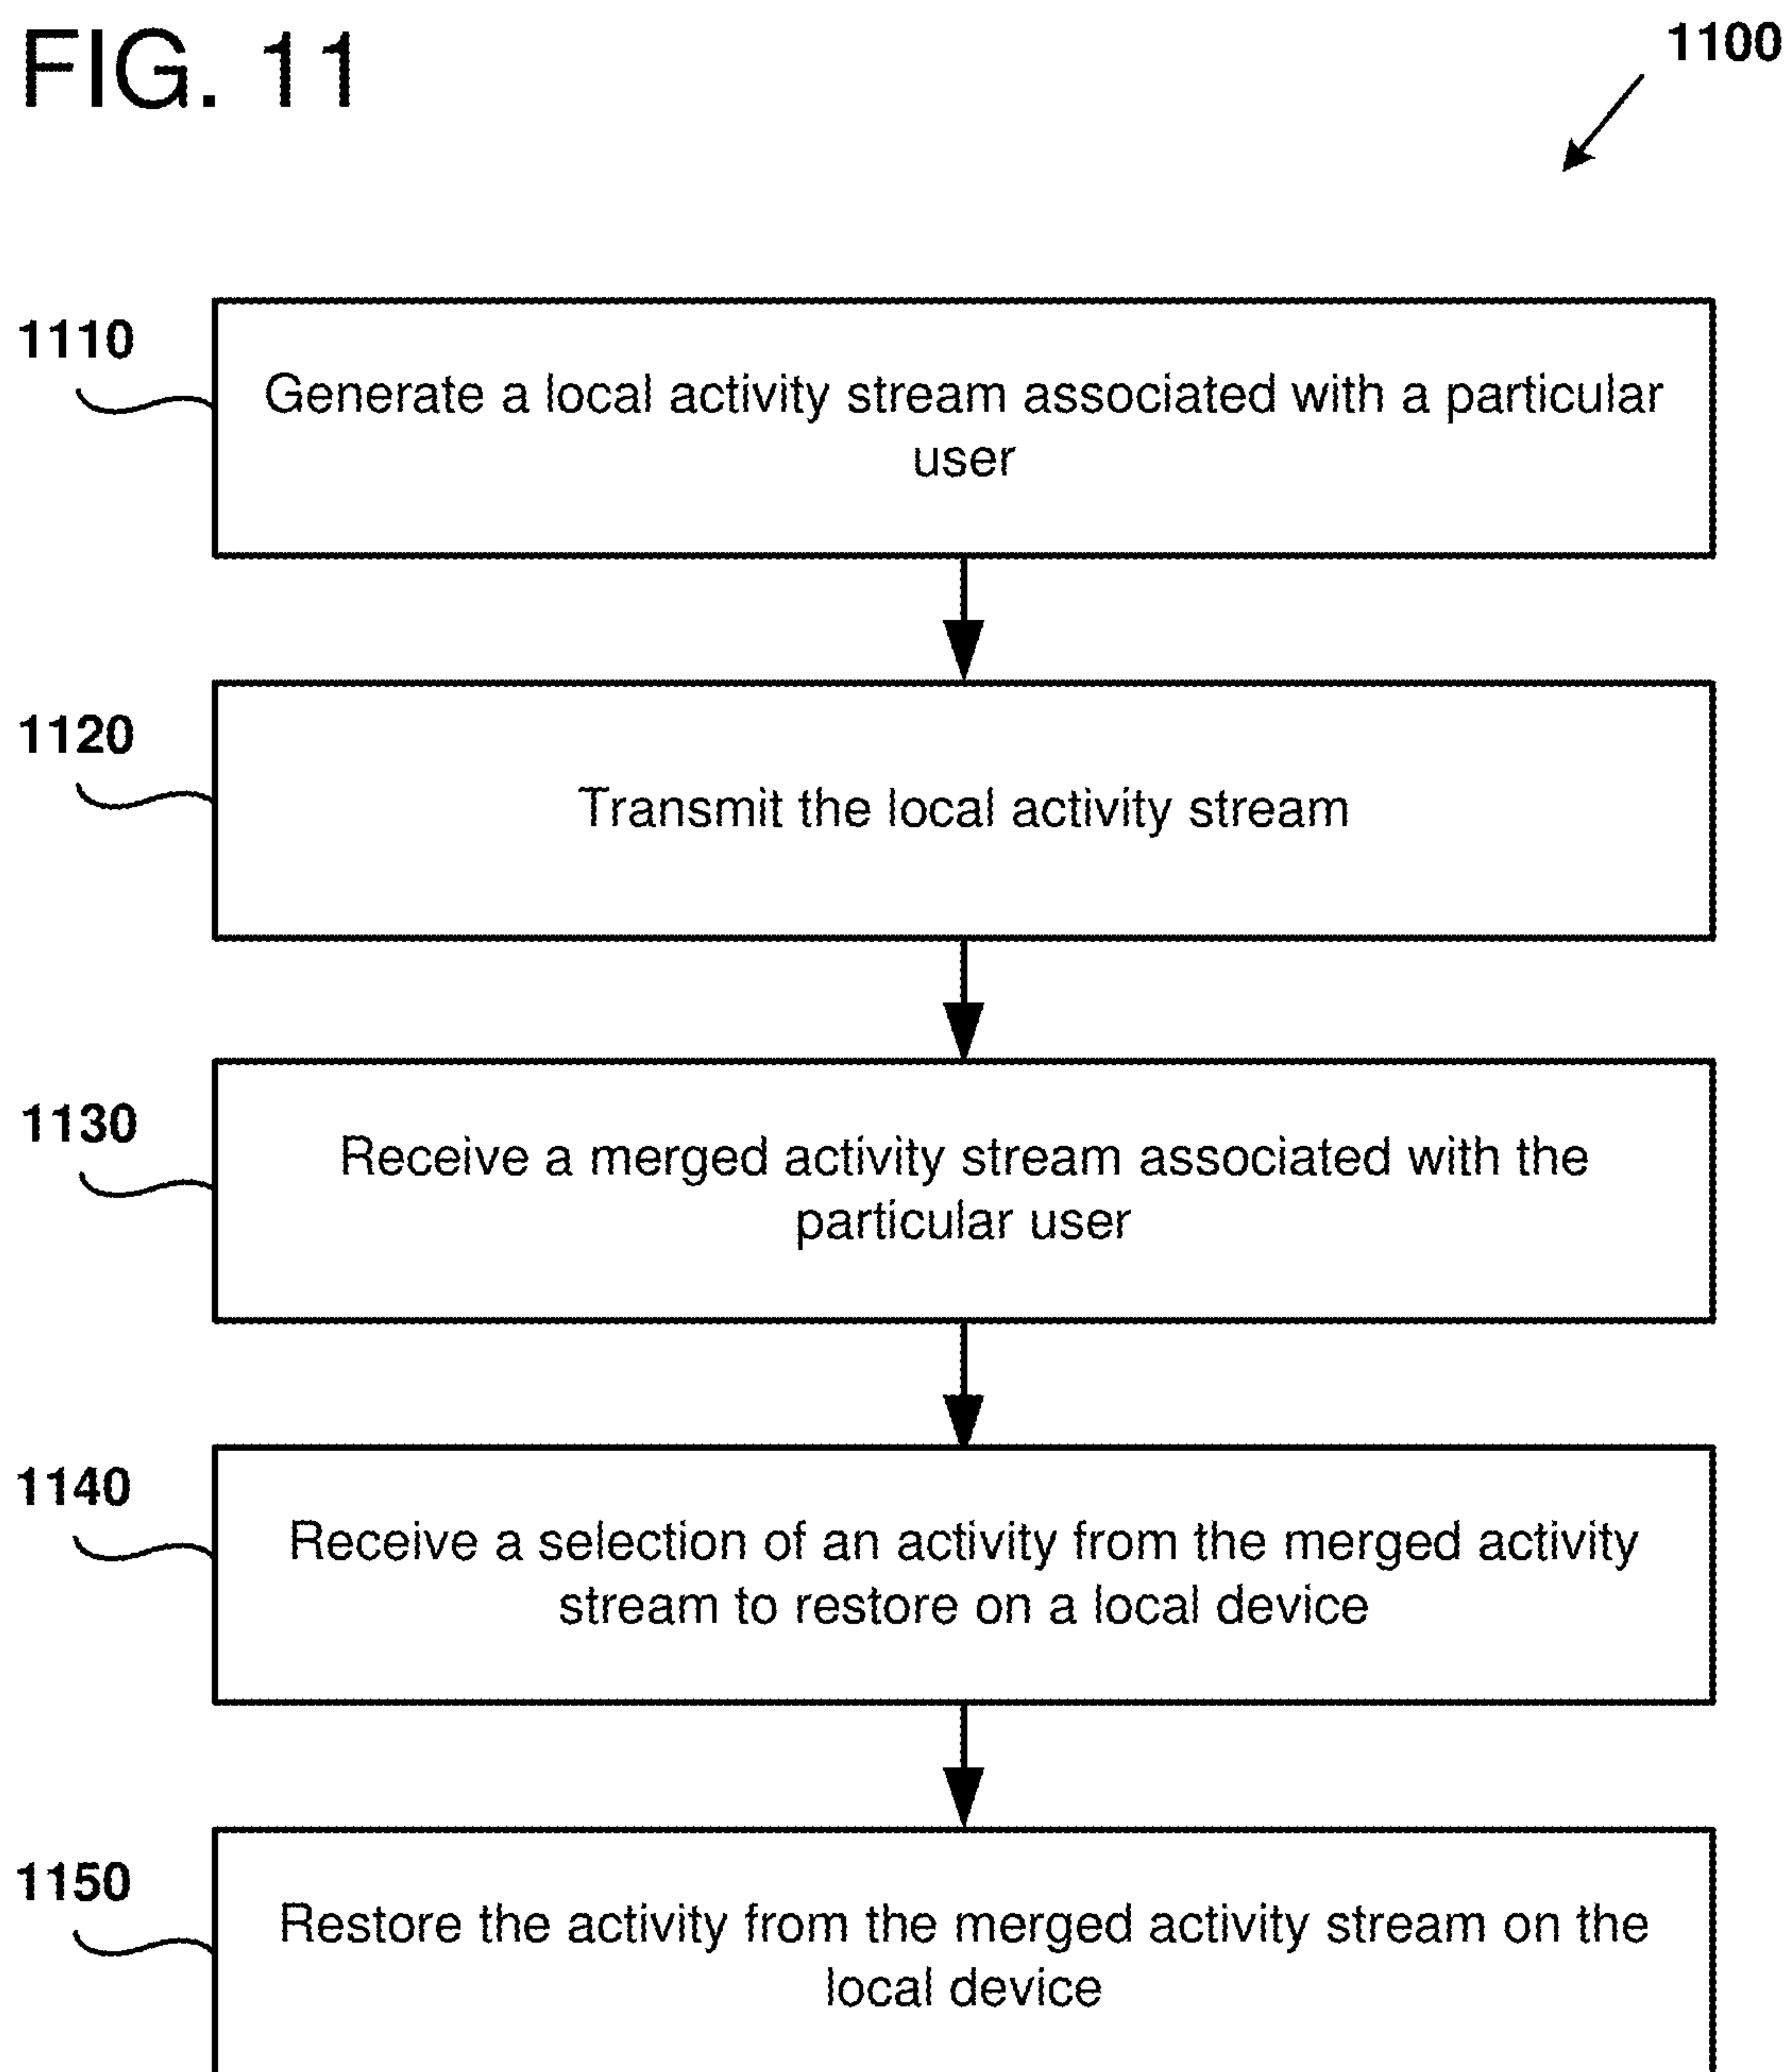 FIG. 11
1100
1110
Generate a local activity stream associated with a particular
user
1120
Transmit the local activity stream
1130
Receive a merged activity stream associated with the
particular user
1140
Receive a selection of an activity from the merged activity
stream to restore on a local device
1150
Restore the activity from the merged activity stream on the
local device